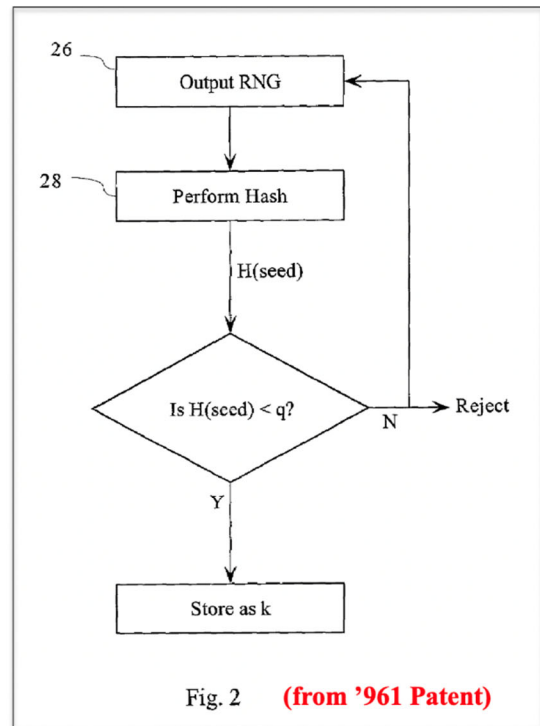 26
Output RNG
28
Perform Hash
H(seed)
Is H(seed) < q?
N
Reject
Y
Store as k
Fig. 2 (from ’961 Patent)